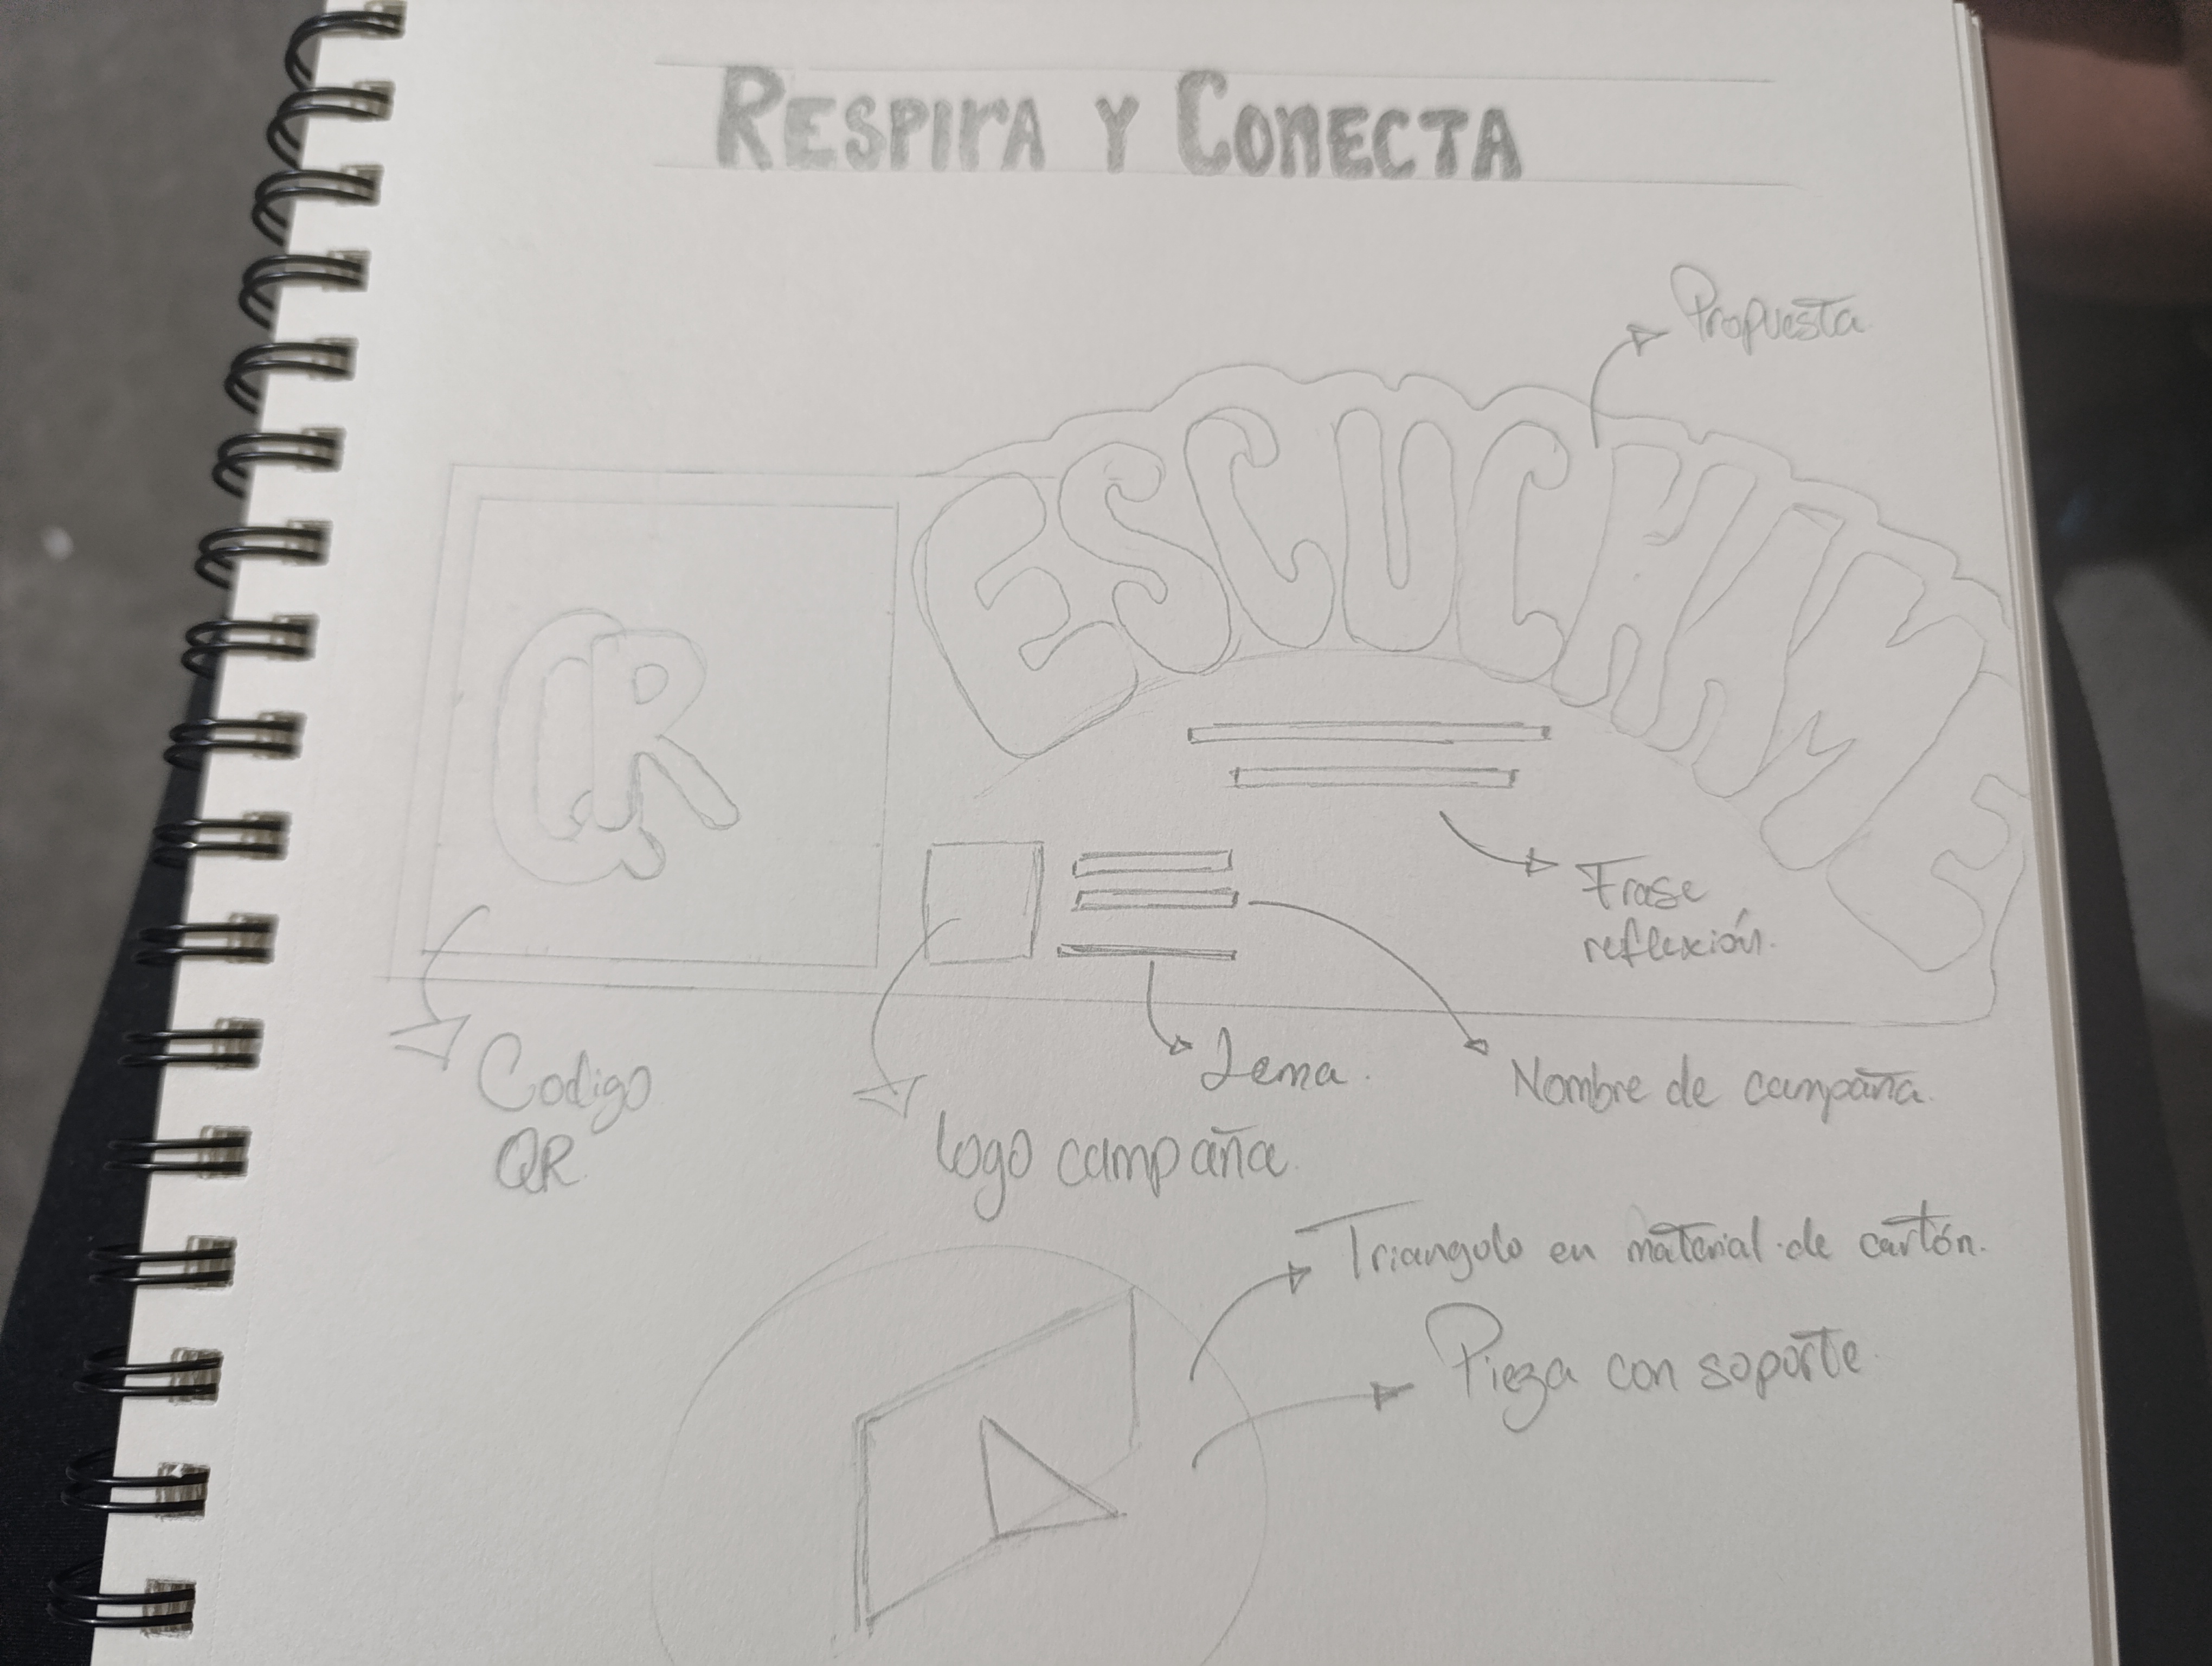 RESPIrA Y CONECTA
Propuesta
ESCUCHAME
QR
Frase
reflexión.
Codigo
QR
Lema.
Nombre de campaña.
logo campaña.
Triangulo en material de cartón.
Pieza con soporte